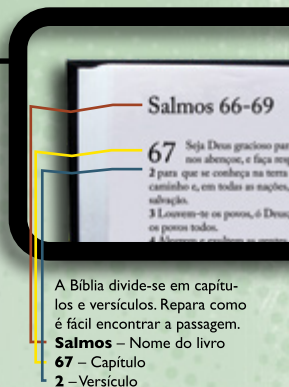 Salmos 66-69
67 Seja Deus gracioso par
nos abençoe, e faça resp
2 para que se conheça na terra
caminho e, em todas as nações,
salvação.
3 Louvem-te os povos, ó Deus;
os povos todos.
A Bíblia divide-se em capítu-
los e versículos. Repara como
é fácil encontrar a passagem.
Salmos – Nome do livro
67 – Capítulo
2 – Versículo